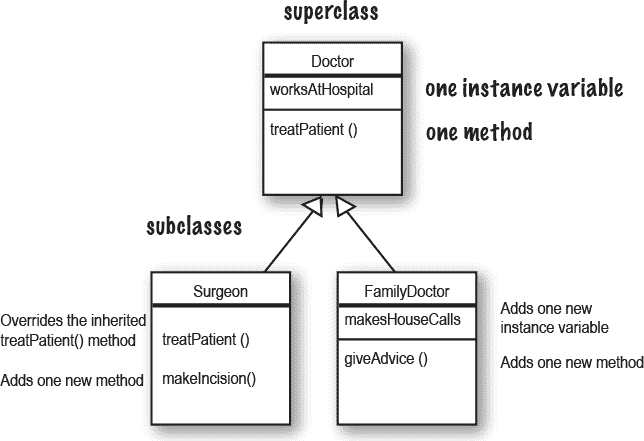 superclass
Doctor
worksAtHospital
one instance variable
treatPatient ()
one method
subclasses
Surgeon
Overrides the inherited
treatPatient() method
treatPatient ()
Adds one new method
makeIncision()
FamilyDoctor
makesHouseCalls
Adds one new
instance variable
giveAdvice ()
Adds one new method